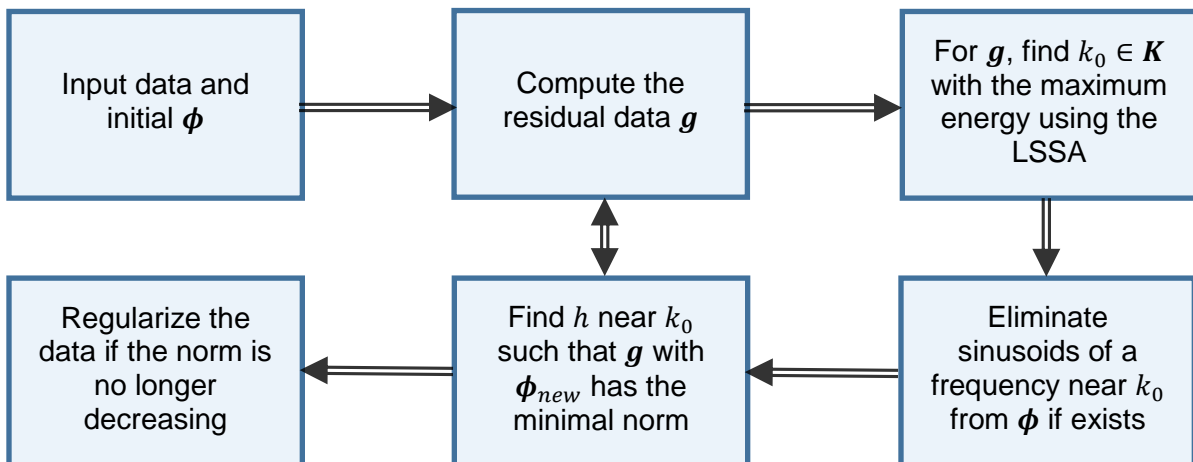 Input data and
initial ϕ
Compute the
residual data g
For g, find k₀ ∈ K
with the maximum
energy using the
LSSA
Regularize the
data if the norm is
no longer
decreasing
Find h near k₀
such that g with
ϕ_new has the
minimal norm
Eliminate
sinusoids of a
frequency near k₀
from ϕ if exists